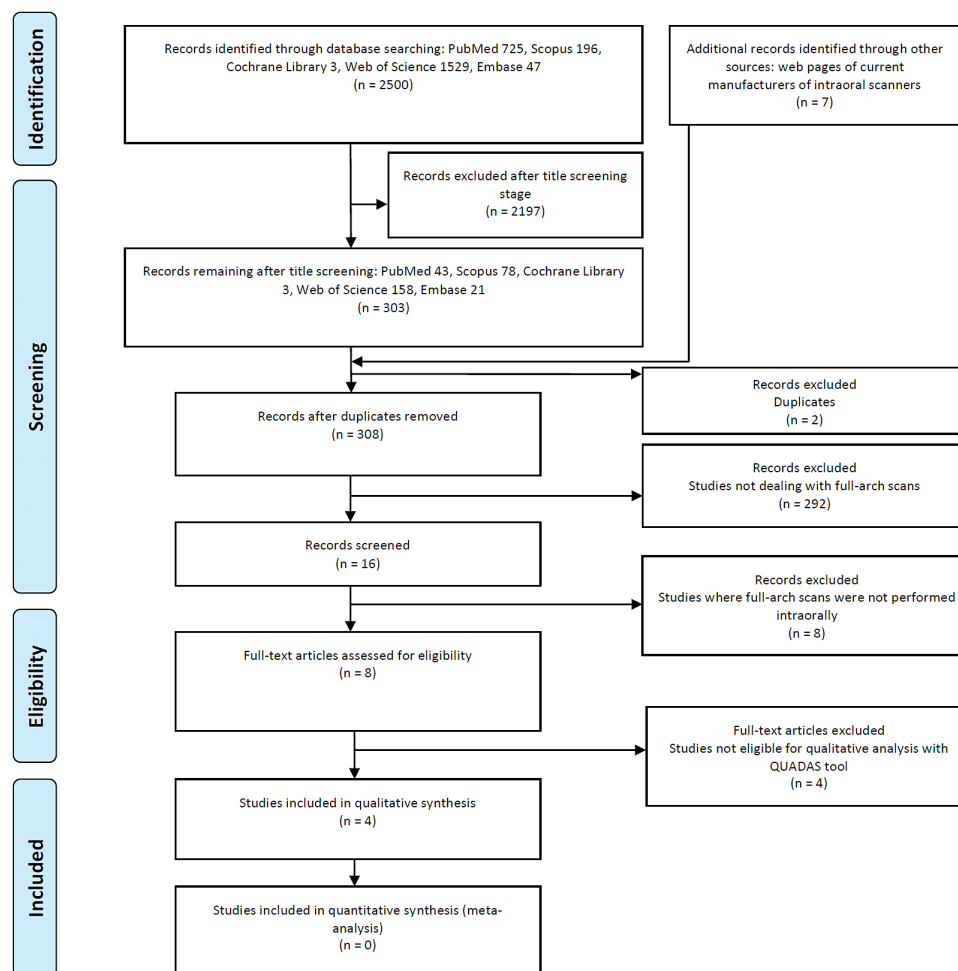 Identification
Records identified through database searching: PubMed 725, Scopus 196,
Cochrane Library 3, Web of Science 1529, Embase 47
(n = 2500)
Additional records identified through other
sources: web pages of current
manufacturers of intraoral scanners
(n = 7)
Screening
Records excluded after title screening
stage
(n = 2197)
Records remaining after title screening: PubMed 43, Scopus 78, Cochrane Library
3, Web of Science 158, Embase 21
(n = 303)
Records after duplicates removed
(n = 308)
Records excluded
Duplicates
(n = 2)
Records excluded
Studies not dealing with full-arch scans
(n = 292)
Records screened
(n = 16)
Records excluded
Studies where full-arch scans were not performed
intraorally
(n = 8)
Eligibility
Full-text articles assessed for eligibility
(n = 8)
Full-text articles excluded
Studies not eligible for qualitative analysis with
QUADAS tool
(n = 4)
Included
Studies included in qualitative synthesis
(n = 4)
Studies included in quantitative synthesis (meta-
analysis)
(n = 0)